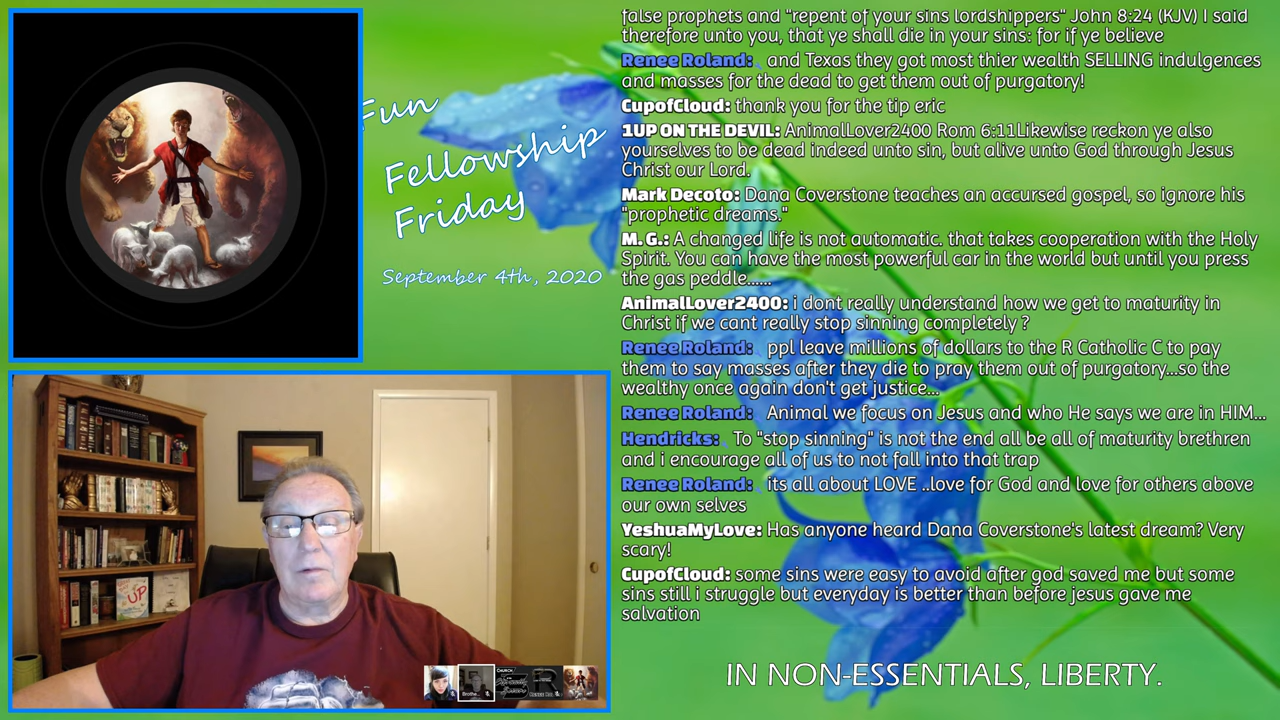 Fun
Fellowship
Friday
September 4th, 2020
false prophets and "repent of your sins lordshippers" John 8:24 (KJV) I said
therefore unto you, that ye shall die in your sins: for if ye believe
Renee Roland: and Texas they got most thier wealth SELLING indulgences
and masses for the dead to get them out of purgatory!
CupofCloud: thank you for the tip eric
1UP ON THE DEVIL: AnimalLover2400 Rom 6:11Likewise reckon ye also
yourselves to be dead indeed unto sin, but alive unto God through Jesus
Christ our Lord.
Mark Decoto: Dana Coverstone teaches an accursed gospel, so ignore his
"prophetic dreams."
M. G.: A changed life is not automatic. that takes cooperation with the Holy
Spirit. You can have the most powerful car in the world but until you press
the gas peddle......
AnimalLover2400: i dont really understand how we get to maturity in
Christ if we cant really stop sinning completely ?
Renee Roland: ppl leave millions of dollars to the R Catholic C to pay
them to say masses after they die to pray them out of purgatory...so the
wealthy once again don't get justice...
Renee Roland: Animal we focus on Jesus and who He says we are in HIM...
Hendricks: To "stop sinning" is not the end all be all of maturity brethren
and i encourage all of us to not fall into that trap
Renee Roland: its all about LOVE ..love for God and love for others above
our own selves
YeshuaMyLove: Has anyone heard Dana Coverstone's latest dream? Very
scary!
CupofCloud: some sins were easy to avoid after god saved me but some
sins still i struggle but everyday is better than before jesus gave me
salvation
IN NON-ESSENTIALS, LIBERTY.
UP
Brothe...
CHURCH